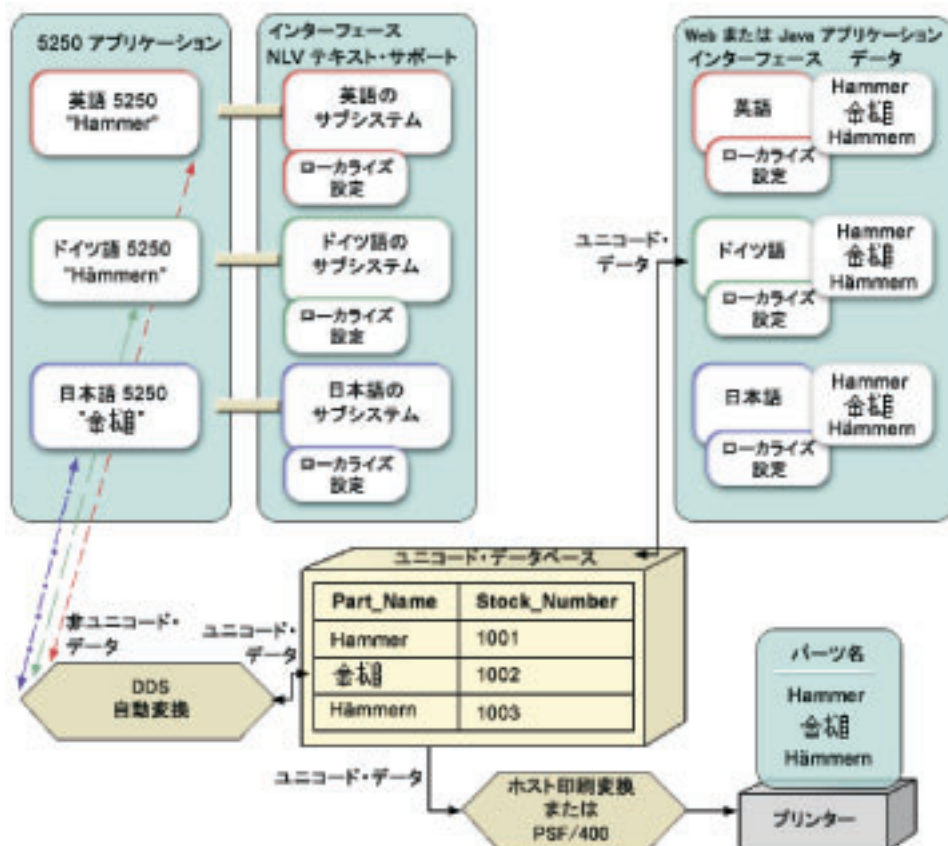 5250 アプリケーション
英語 5250
"Hammer"
ドイツ語 5250
"Hämmern"
日本語 5250
"金槌"
インターフェース
NLV テキスト・サポート
英語の
サブシステム
ローカライズ
設定
ドイツ語の
サブシステム
ローカライズ
設定
日本語の
サブシステム
ローカライズ
設定
Web または Java アプリケーション
インターフェース データ
英語
ローカライズ
設定
Hammer
金槌
Hämmern
ドイツ語
ローカライズ
設定
Hammer
金槌
Hämmern
日本語
ローカライズ
設定
Hammer
金槌
Hämmern
ユニコード・
データ
ユニコード・データベース
Part_Name Stock_Number
Hammer 1001
金槌 1002
Hämmern 1003
非ユニコード・
データ
ユニコード・
データ
DDS
自動変換
ユニコード・データ
ホスト印刷変換
または
PSF/400
パーツ名
Hammer
金槌
Hämmern
プリンター